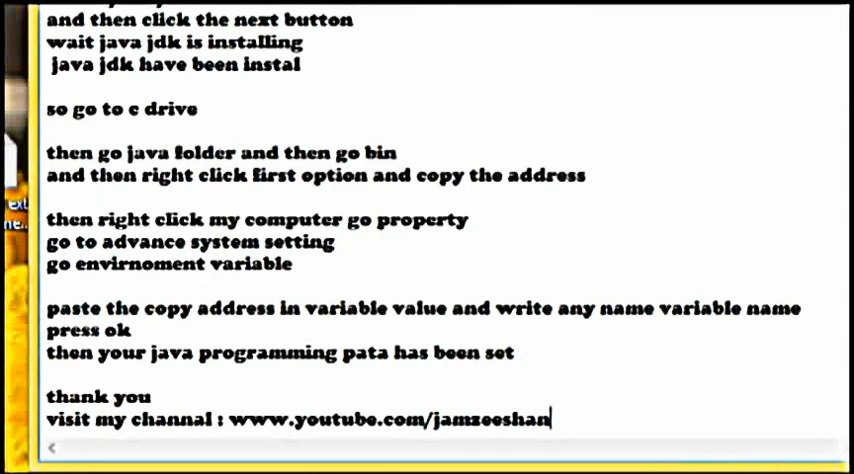 and then click the next button
wait java jdk is installing
java jdk have been instal
so go to c drive
then go java folder and then go bin
and then right click first option and copy the address
then right click my computer go property
go to advance system setting
go envirnoment variable
paste the copy address in variable value and write any name variable name
press ok
then your java programming pata has been set
thank you
visit my channal : www.youtube.com/jamzeeshan